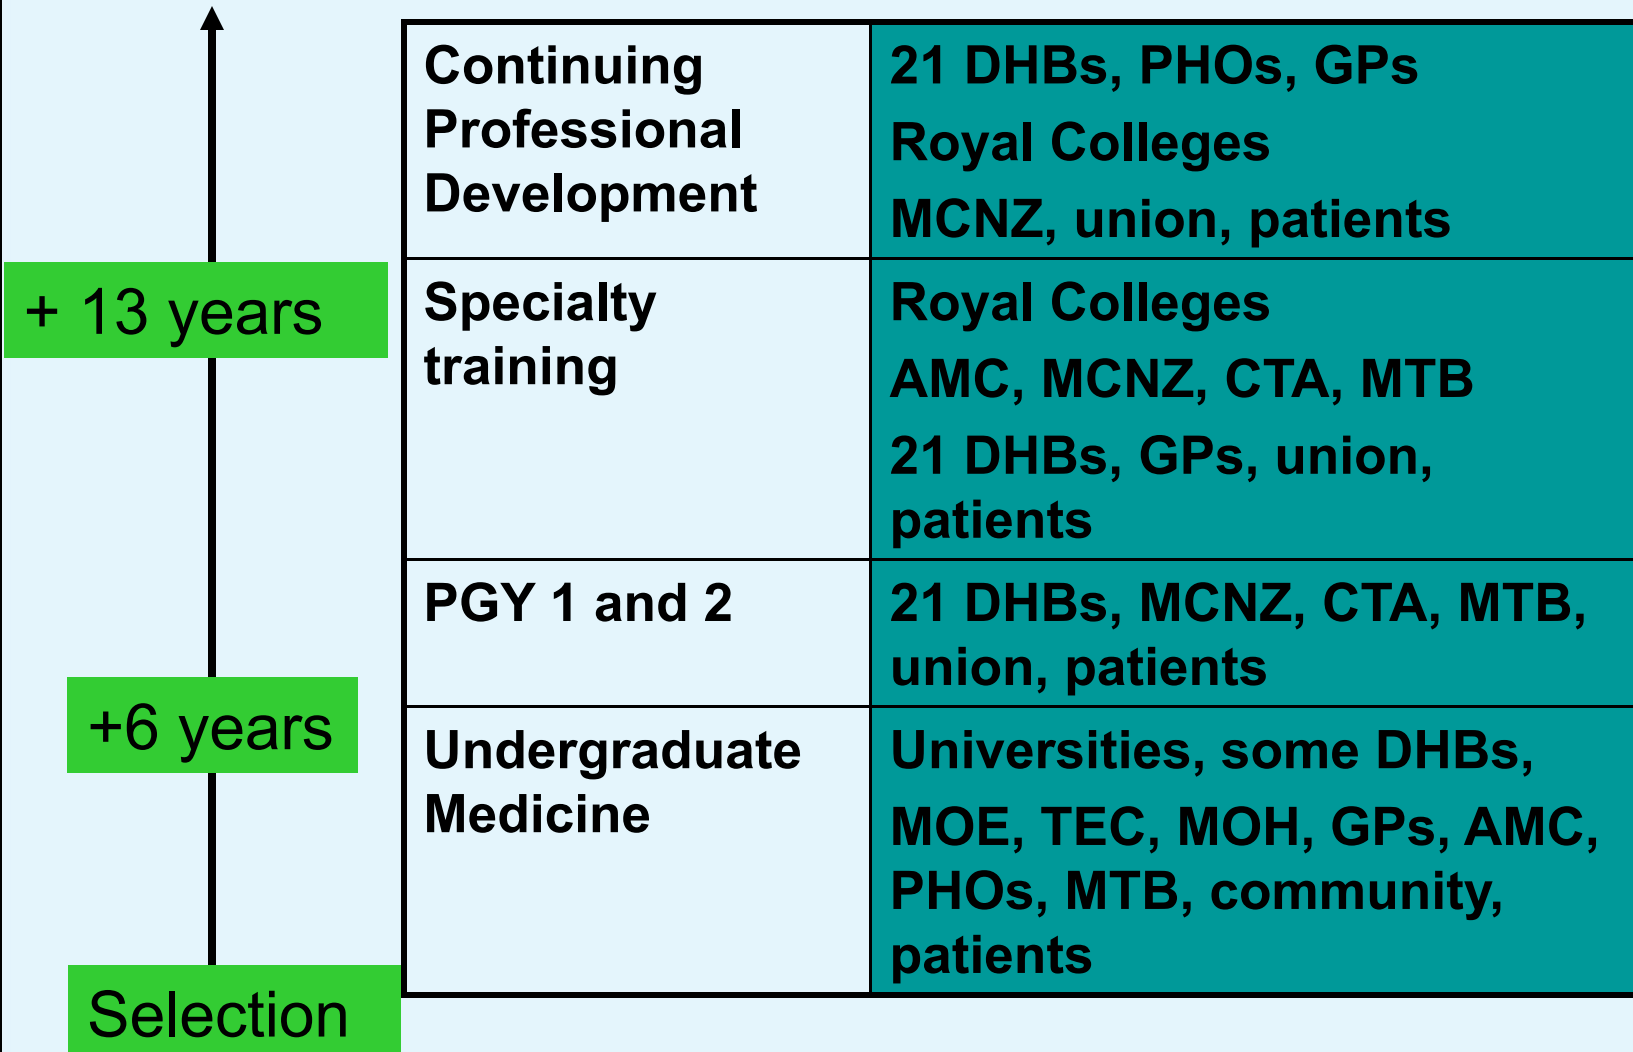 Continuing
Professional
Development
21 DHBs, PHOs, GPs
Royal Colleges
MCNZ, union, patients
+ 13 years
Specialty
training
Royal Colleges
AMC, MCNZ, CTA, MTB
21 DHBs, GPs, union,
patients
PGY 1 and 2
21 DHBs, MCNZ, CTA, MTB,
union, patients
+6 years
Undergraduate
Medicine
Universities, some DHBs,
MOE, TEC, MOH, GPs, AMC,
PHOs, MTB, community,
patients
Selection